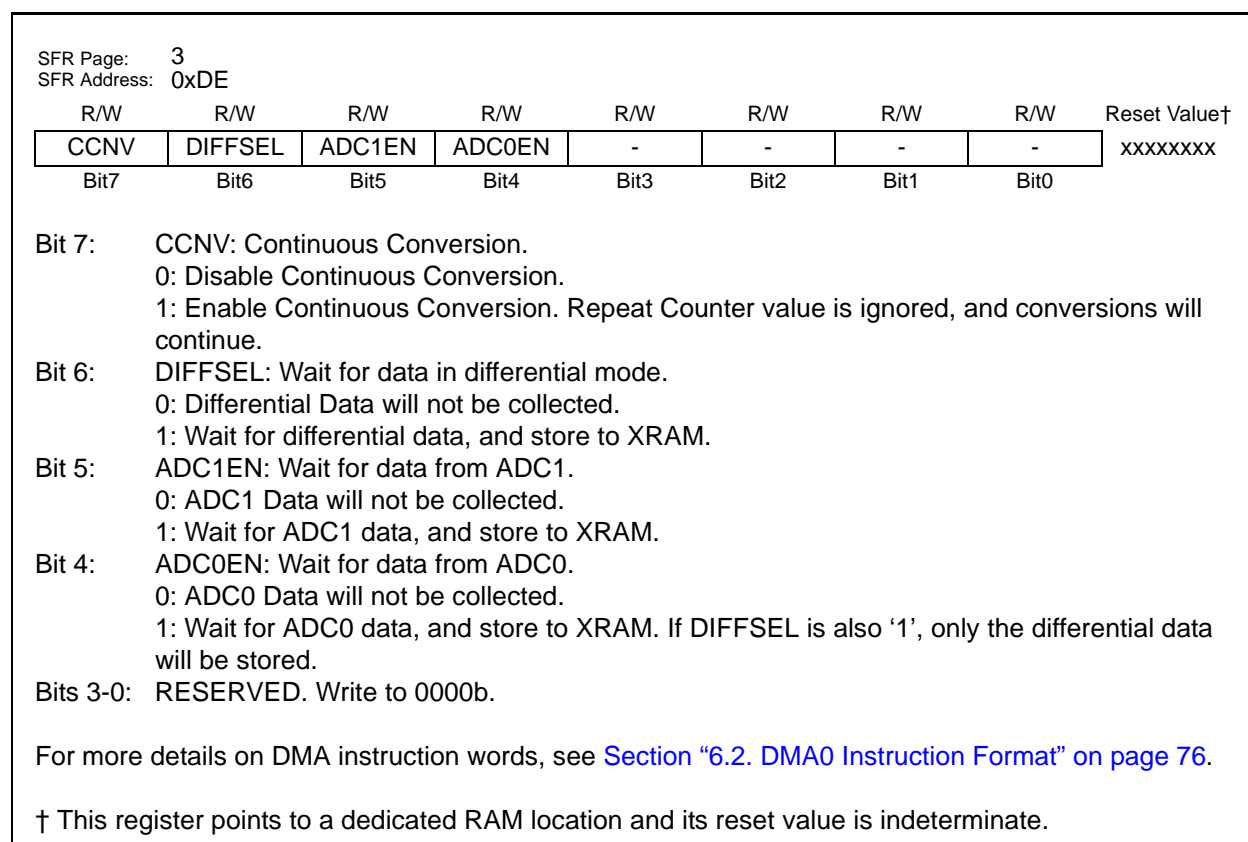 SFR Page: 3
SFR Address: 0xDE
R/W R/W R/W R/W R/W R/W R/W R/W Reset Value†
CCNV DIFFSEL ADC1EN ADC0EN - - - - xxxxxxxx
Bit7 Bit6 Bit5 Bit4 Bit3 Bit2 Bit1 Bit0
Bit 7: CCNV: Continuous Conversion.
0: Disable Continuous Conversion.
1: Enable Continuous Conversion. Repeat Counter value is ignored, and conversions will
continue.
Bit 6: DIFFSEL: Wait for data in differential mode.
0: Differential Data will not be collected.
1: Wait for differential data, and store to XRAM.
Bit 5: ADC1EN: Wait for data from ADC1.
0: ADC1 Data will not be collected.
1: Wait for ADC1 data, and store to XRAM.
Bit 4: ADC0EN: Wait for data from ADC0.
0: ADC0 Data will not be collected.
1: Wait for ADC0 data, and store to XRAM. If DIFFSEL is also ‘1’, only the differential data
will be stored.
Bits 3-0: RESERVED. Write to 0000b.
For more details on DMA instruction words, see Section “6.2. DMA0 Instruction Format” on page 76.
† This register points to a dedicated RAM location and its reset value is indeterminate.